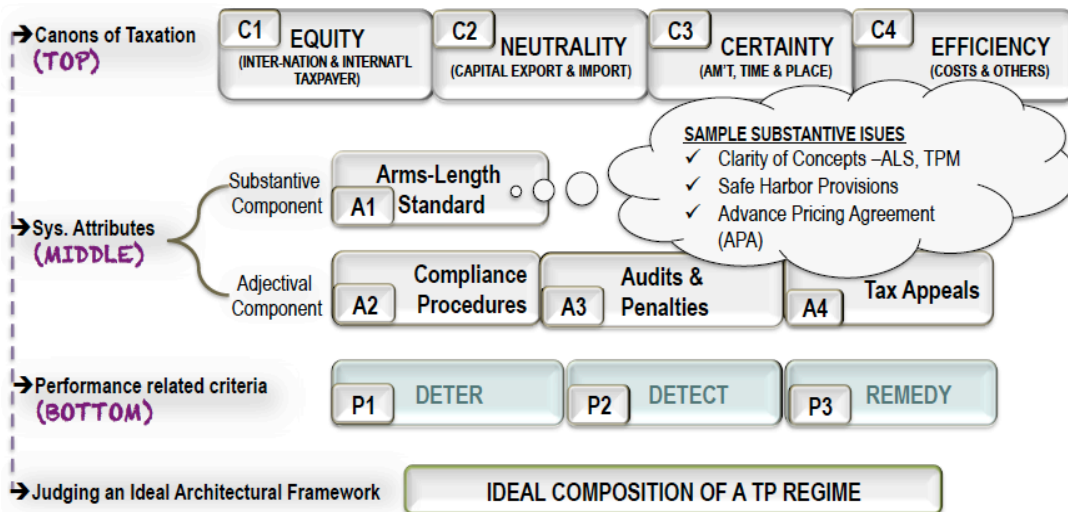 ➔ Canons of Taxation
(TOP)
C1
EQUITY
(INTER-NATION & INTERNAT'L
TAXPAYER)
C2
NEUTRALITY
(CAPITAL EXPORT & IMPORT)
C3
CERTAINTY
(AM'T, TIME & PLACE)
C4
EFFICIENCY
(COSTS & OTHERS)
SAMPLE SUBSTANTIVE ISUES
✓ Clarity of Concepts –ALS, TPM
✓ Safe Harbor Provisions
✓ Advance Pricing Agreement
(APA)
➔ Sys. Attributes
(MIDDLE)
Substantive
Component
A1
Arms-Length
Standard
Adjectival
Component
A2
Compliance
Procedures
A3
Audits &
Penalties
A4
Tax Appeals
➔ Performance related criteria
(BOTTOM)
P1
DETER
P2
DETECT
P3
REMEDY
➔ Judging an Ideal Architectural Framework
IDEAL COMPOSITION OF A TP REGIME